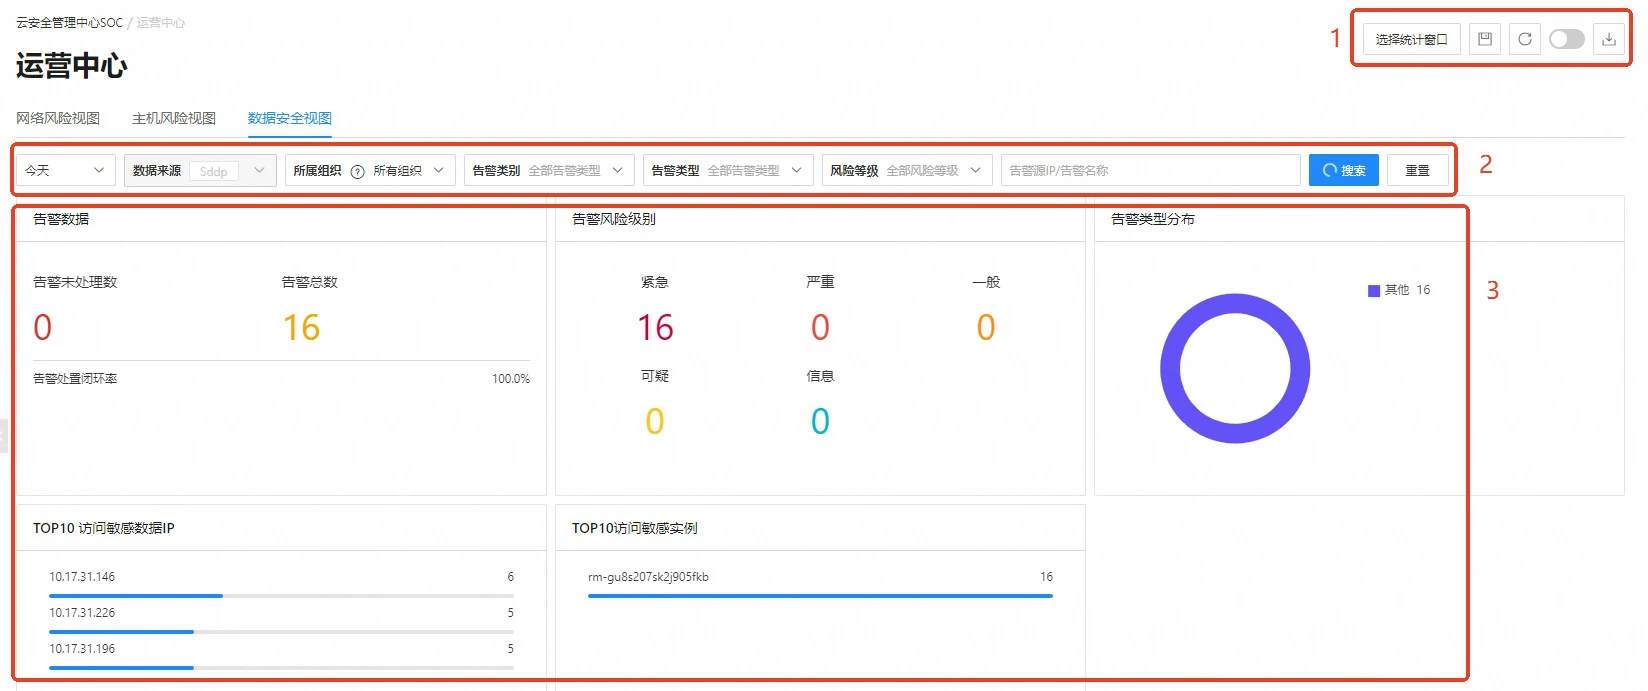 云安全管理中心SOC / 运营中心
运营中心
1
选择统计窗口
网络风险视图 主机风险视图 数据安全视图
今天 数据来源 Sddp 所属组织 ? 所有组织 告警类别 全部告警类型 告警类型 全部告警类型 风险等级 全部风险等级 告警源IP/告警名称 搜索 重置
2
告警数据 告警风险级别 告警类型分布
告警未处理数 告警总数 紧急 严重 一般
其他 16
3
0 16 16 0 0
告警处置闭环率 100.0% 可疑 信息
0 0
TOP10 访问敏感数据IP TOP10访问敏感实例
10.17.31.146 6 rm-gu8s207sk2j905fkb 16
10.17.31.226 5
10.17.31.196 5